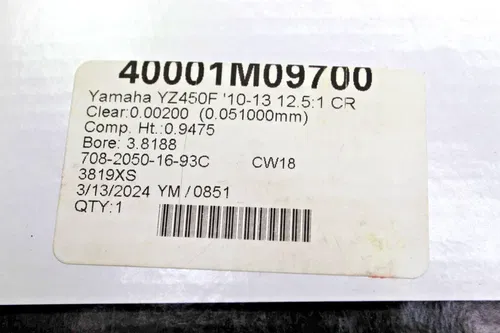 40001M09700
Yamaha YZ450F '10-13 12.5:1 CR
Clear:0.00200 (0.051000mm)
Comp. Ht.:0.9475
Bore: 3.8188
708-2050-16-93C CW18
3819XS
3/13/2024 YM / 0851
QTY:1